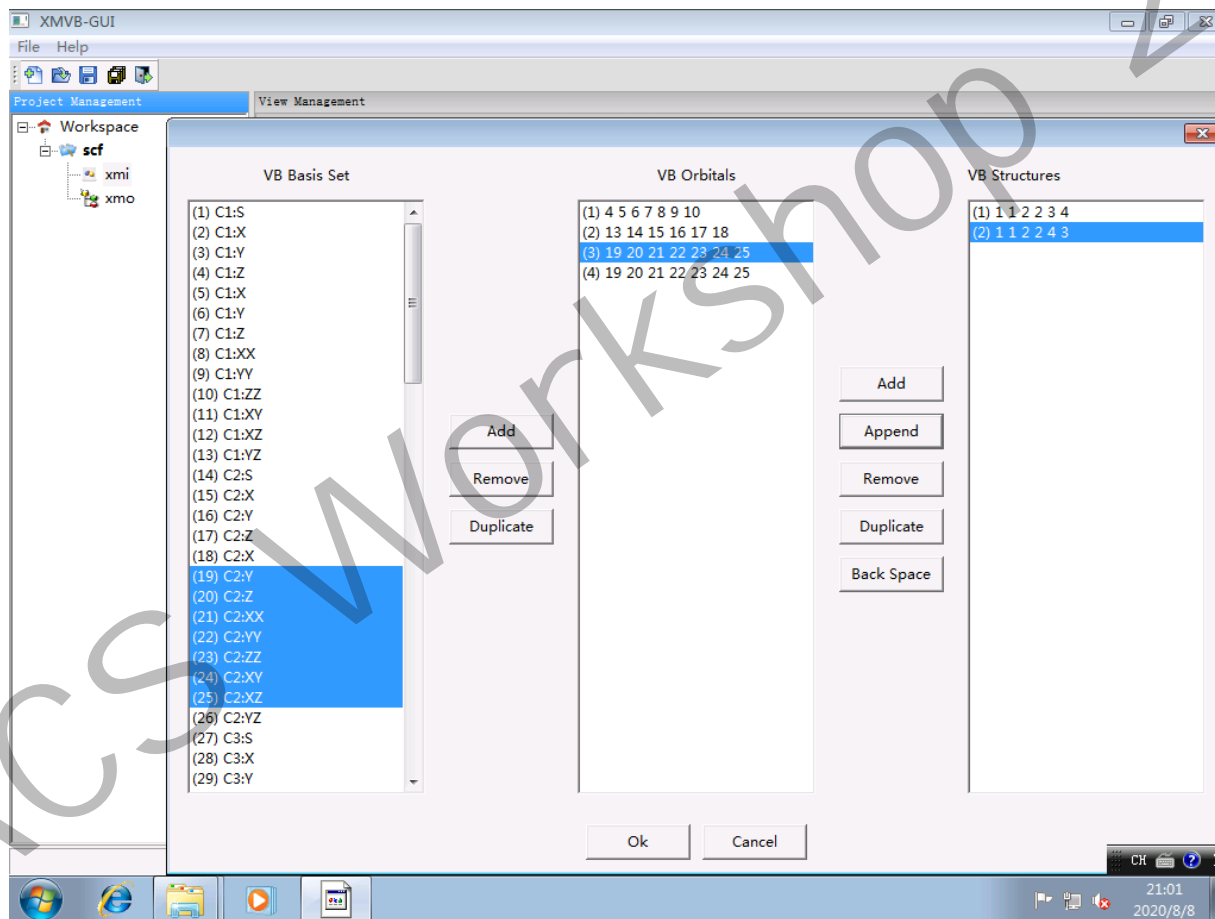 XMVB-GUI
File Help
Project Management
View Management
Workspace
scf
xmi
xmo
VB Basis Set
(1) C1:S
(2) C1:X
(3) C1:Y
(4) C1:Z
(5) C1:X
(6) C1:Y
(7) C1:Z
(8) C1:XX
(9) C1:YY
(10) C1:ZZ
(11) C1:XY
(12) C1:XZ
(13) C1:YZ
(14) C2:S
(15) C2:X
(16) C2:Y
(17) C2:Z
(18) C2:X
(19) C2:Y
(20) C2:Z
(21) C2:XX
(22) C2:YY
(23) C2:ZZ
(24) C2:XY
(25) C2:XZ
(26) C2:YZ
(27) C3:S
(28) C3:X
(29) C3:Y
Add
Remove
Duplicate
VB Orbitals
(1) 4 5 6 7 8 9 10
(2) 13 14 15 16 17 18
(3) 19 20 21 22 23 24 25
(4) 19 20 21 22 23 24 25
Add
Append
Remove
Duplicate
Back Space
VB Structures
(1) 1 1 2 2 3 4
(2) 1 1 2 2 4 3
Ok
Cancel
CH
21:01
2020/8/8
CS Workshop 2